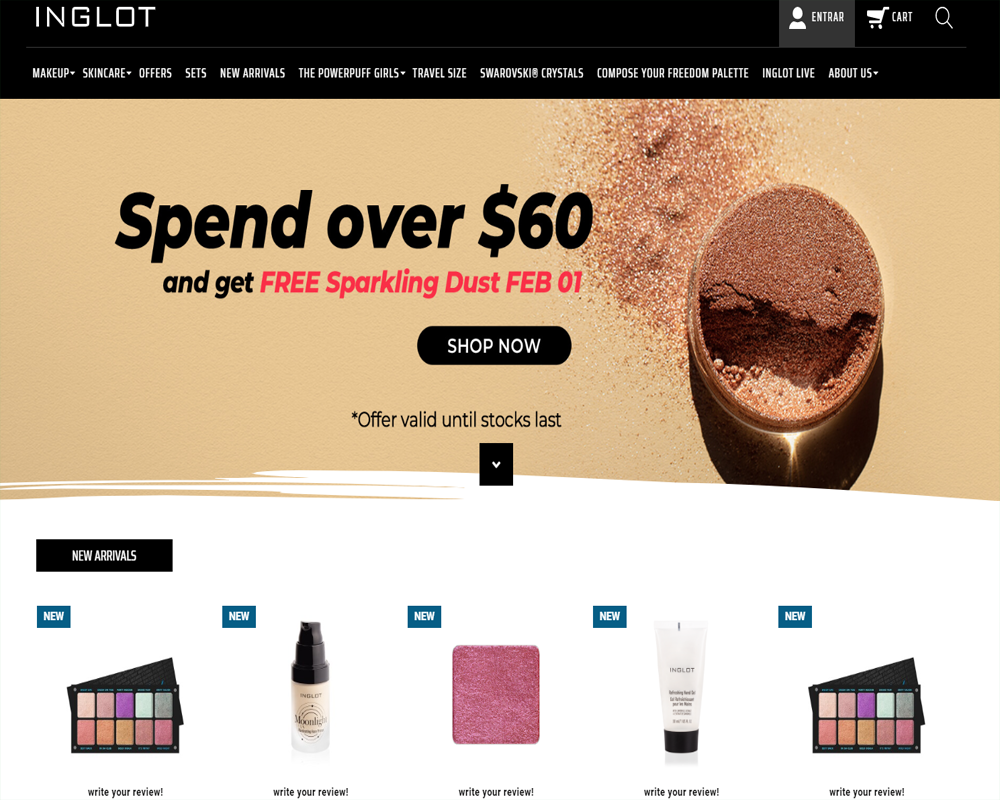 INGLOT
ENTRAR
CART
MAKEUP SKINCARE OFFERS SETS NEW ARRIVALS THE POWERPUFF GIRLS TRAVEL SIZE SWAROVSKI® CRYSTALS COMPOSE YOUR FREEDOM PALETTE INGLOT LIVE ABOUT US
Spend over $60
and get FREE Sparkling Dust FEB 01
SHOP NOW
*Offer valid until stocks last
NEW ARRIVALS
NEW NEW NEW NEW NEW
INGLOT
Moonlight
INGLOT
write your review! write your review! write your review! write your review! write your review!